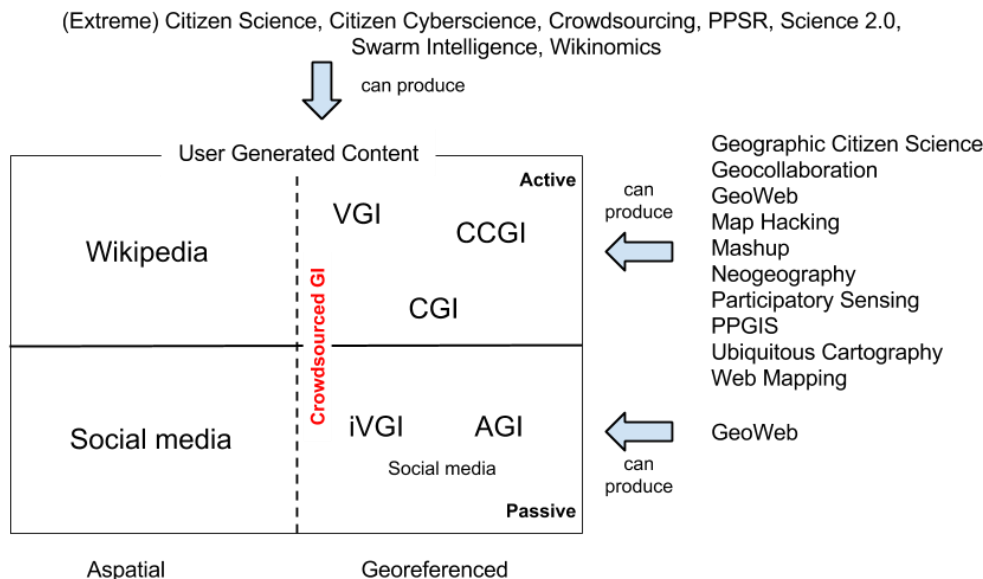 (Extreme) Citizen Science, Citizen Cyberscience, Crowdsourcing, PPSR, Science 2.0,
Swarm Intelligence, Wikinomics
can produce
User Generated Content
Active
VGI
CCGI
Wikipedia
CGI
Crowdsourced GI
Social media
iVGI
AGI
Social media
Passive
Aspatial
Georeferenced
can
produce
Geographic Citizen Science
Geocollaboration
GeoWeb
Map Hacking
Mashup
Neogeography
Participatory Sensing
PPGIS
Ubiquitous Cartography
Web Mapping
GeoWeb
can
produce